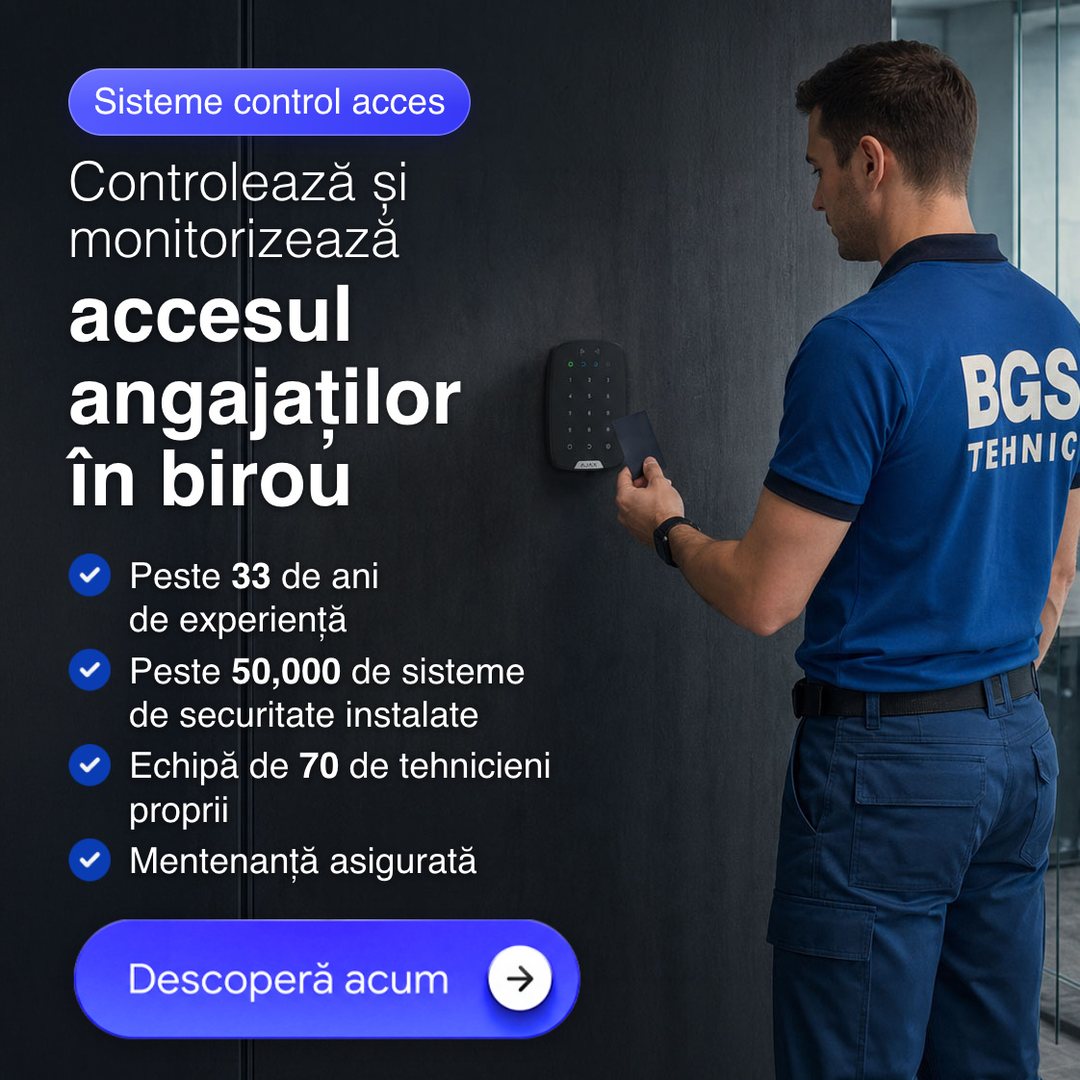 Sisteme control acces
Controlează și
monitorizează
accesul
angajaților
în birou
Peste 33 de ani
de experiență
Peste 50,000 de sisteme
de securitate instalate
Echipă de 70 de tehnicieni
proprii
Mentenanță asigurată
Descoperă acum
AJAX
BGS
TEHNIC